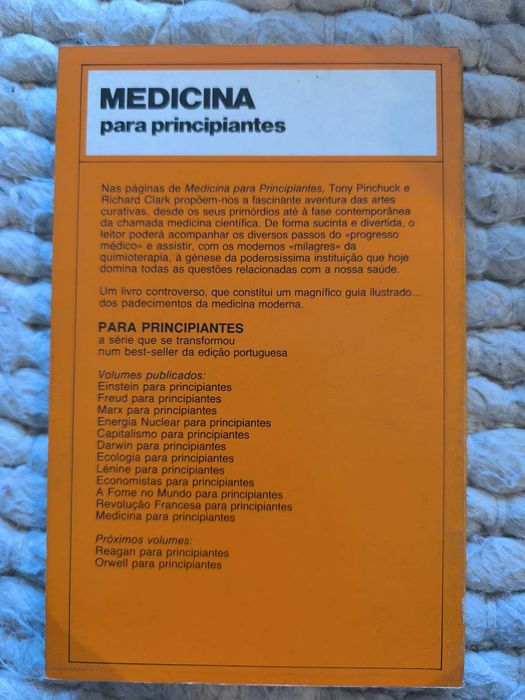 MEDICINA
para principiantes
Nas páginas de Medicina para Principiantes, Tony Pinchuck e
Richard Clark propõem-nos a fascinante aventura das artes
curativas, desde os seus primórdios até à fase contemporânea
da chamada medicina científica. De forma sucinta e divertida, o
leitor poderá acompanhar os diversos passos do «progresso
médico» e assistir, com os modernos «milagres» da
quimioterapia, à génese da poderosíssima instituição que hoje
domina todas as questões relacionadas com a nossa saúde.
Um livro controverso, que constitui um magnífico guia ilustrado...
dos padecimentos da medicina moderna.
PARA PRINCIPIANTES
a série que se transformou
num best-seller da edição portuguesa
Volumes publicados:
Einstein para principiantes
Freud para principiantes
Marx para principiantes
Energia Nuclear para principiantes
Capitalismo para principiantes
Darwin para principiantes
Ecologia para principiantes
Lénine para principiantes
Economistas para principiantes
A Fome no Mundo para principiantes
Revolução Francesa para principiantes
Medicina para principiantes
Próximos volumes:
Reagan para principiantes
Orwell para principiantes